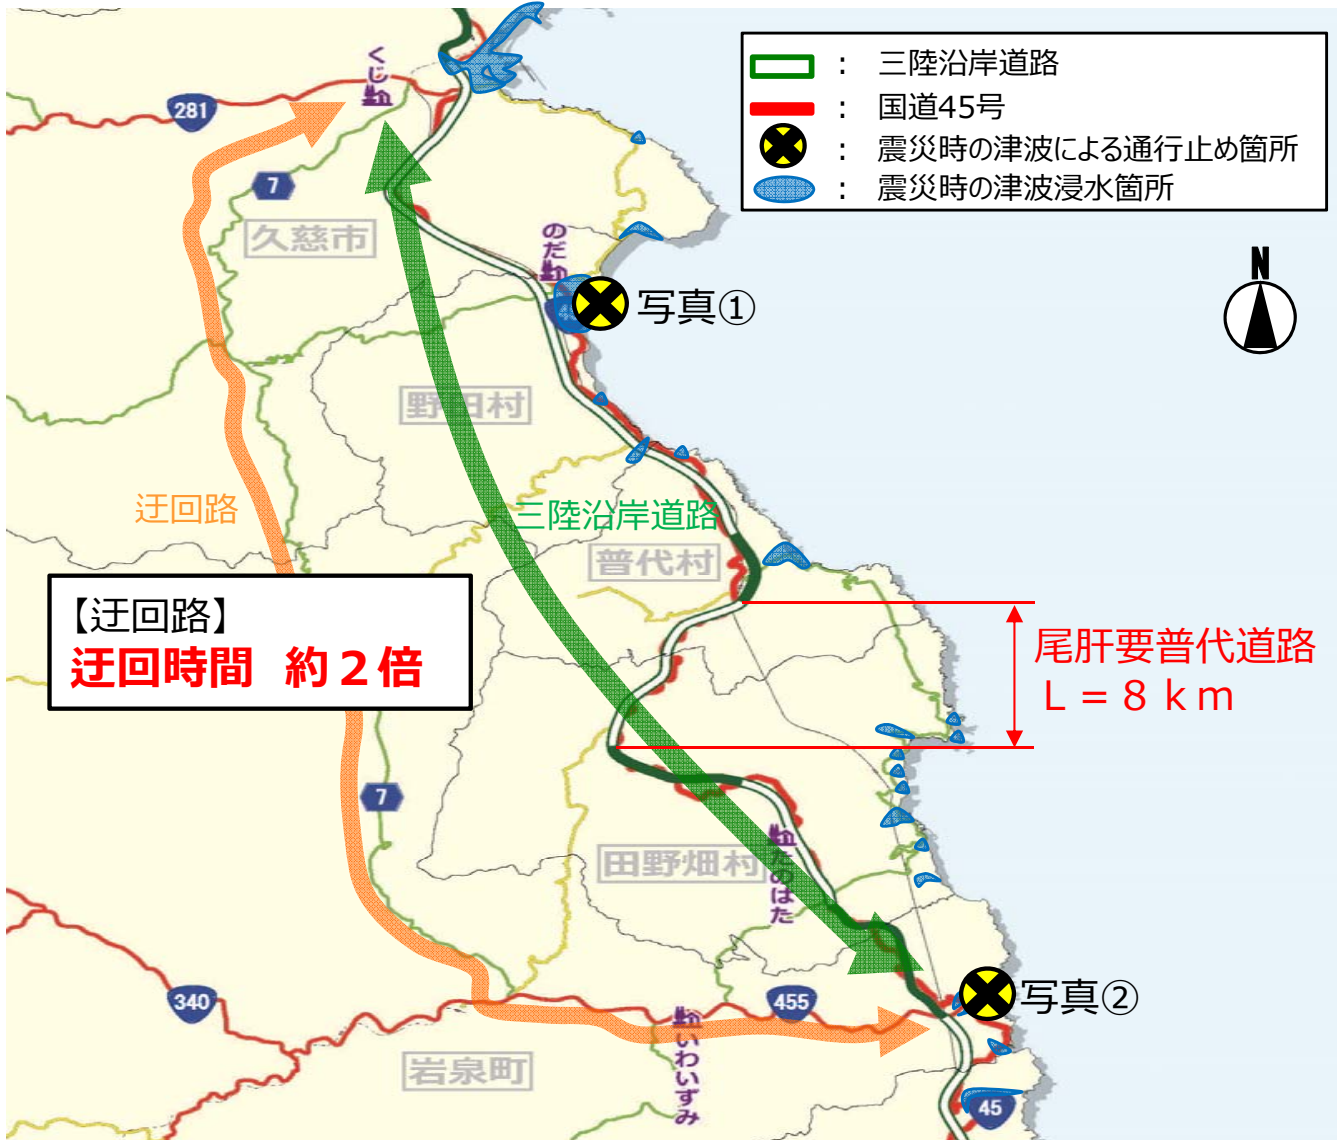 ：　三陸沿岸道路
：　国道45号
：　震災時の津波による通行止め箇所
：　震災時の津波浸水箇所
N
くじ
281
7
久慈市
のだ
写真①
野田村
迂回路
三陸沿岸道路
普代村
【迂回路】
迂回時間　約２倍
尾肝要普代道路
Ｌ＝８ｋｍ
7
田野畑村
たのはた
340
455
写真②
いわいずみ
岩泉町
45